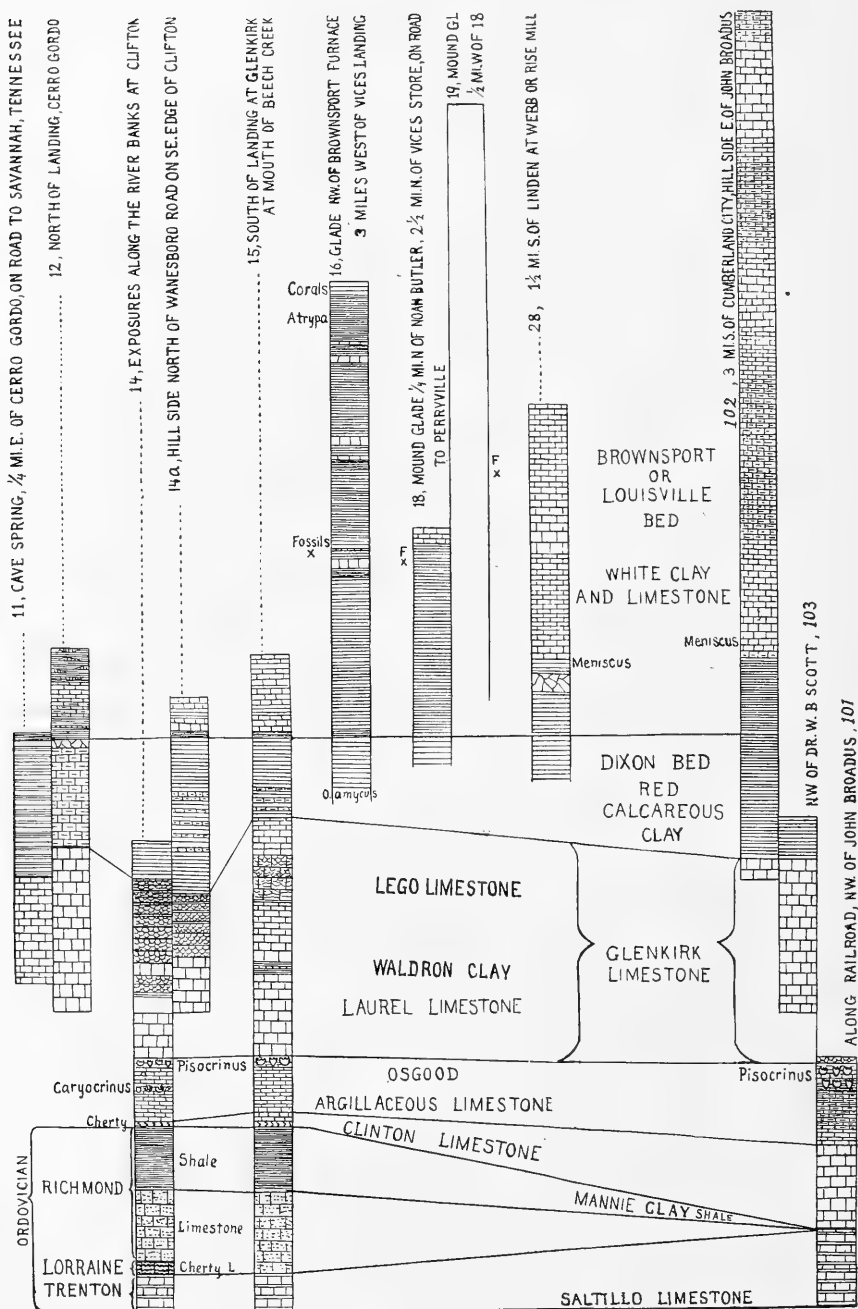 11, CAVE SPRING, ¼ MI.E. OF CERRO GORDO, ON ROAD TO SAVANNAH, TENNESSEE
12, NORTH OF LANDING, CERRO GORDO
14, EXPOSURES ALONG THE RIVER BANKS AT CLIFTON
14a, HILL SIDE NORTH OF WANESBORO ROAD ON SE. EDGE OF CLIFTON
15, SOUTH OF LANDING AT GLENKIRK
AT MOUTH OF BEECH CREEK
16, GLADE NW. OF BROWNSPORT FURNACE
3 MILES WEST OF VICES LANDING
18, MOUND GLADE ¼ MI.N OF NOAH BUTLER, 2½ MI.N. OF VICES STORE, ON ROAD
TO PERRYVILLE
19, MOUND GL
½ MI.W OF 18
28, 1½ MI. S. OF LINDEN AT WEBB OR RISE MILL
102, 3 MI.S. OF CUMBERLAND CITY, HILL SIDE E. OF JOHN BROADUS
NW OF DR. W. B SCOTT, 103
ALONG RAILROAD, NW. OF JOHN BROADUS, 101
Corals
Atrypa
Fossils
x
F
x
F
x
BROWNSPORT
OR
LOUISVILLE
BED
WHITE CLAY
AND LIMESTONE
Meniscus
Meniscus
DIXON BED
RED
CALCAREOUS
CLAY
LEGO LIMESTONE
WALDRON CLAY
LAUREL LIMESTONE
GLENKIRK
LIMESTONE
Pisocrinus
OSGOOD
Pisocrinus
Caryocrinus
ARGILLACEOUS LIMESTONE
Cherty
CLINTON LIMESTONE
ORDOVICIAN
RICHMOND
Shale
MANNIE CLAY SHALE
Limestone
LORRAINE
Cherty L
TRENTON
SALTILLO LIMESTONE